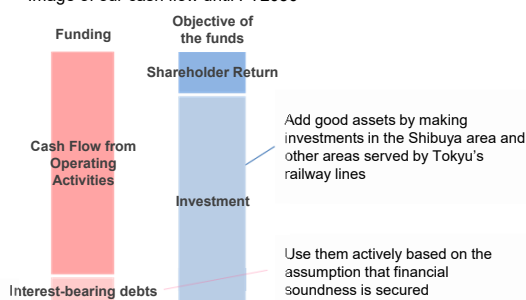 Funding
Objective of
the funds
Shareholder Return
Cash Flow from
Operating
Activities
Investment
Add good assets by making
investments in the Shibuya area and
other areas served by Tokyu's
railway lines
Use them actively based on the
assumption that financial
soundness is secured
Interest-bearing debts